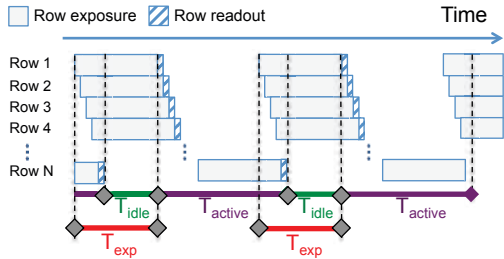 Row exposure Row readout Time
Row 1
Row 2
Row 3
Row 4
Row N
T_idle T_active T_idle T_active
T_exp T_exp